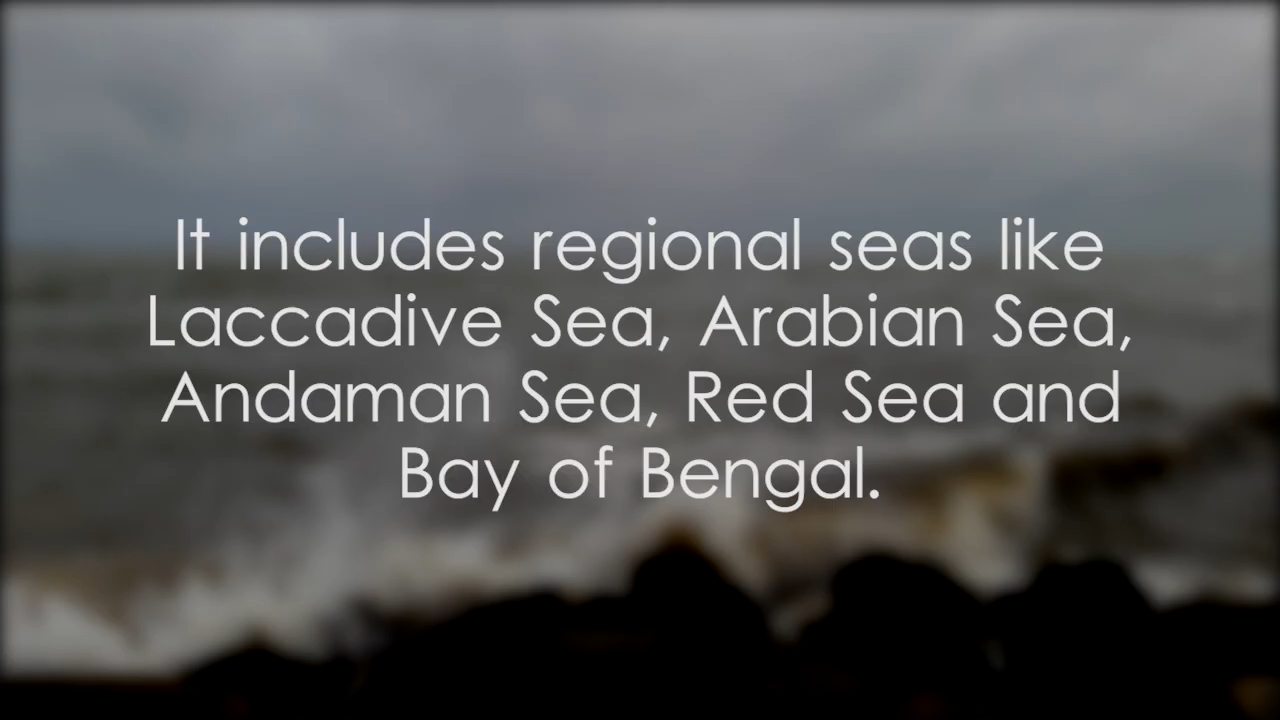 It includes regional seas like
Laccadive Sea, Arabian Sea,
Andaman Sea, Red Sea and
Bay of Bengal.